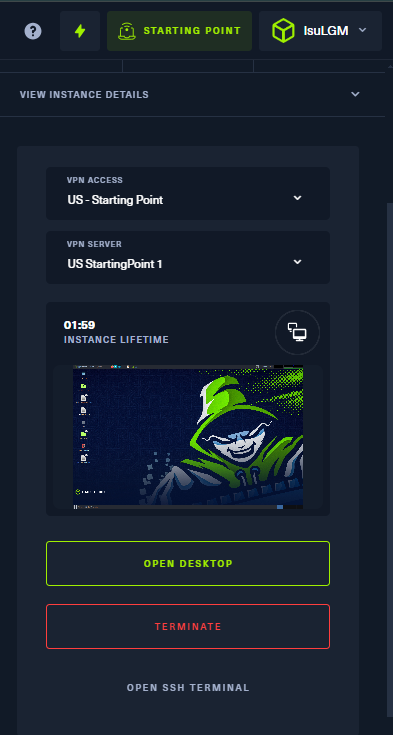 STARTING POINT
IsuLGM
VIEW INSTANCE DETAILS
VPN ACCESS
US - Starting Point
VPN SERVER
US StartingPoint 1
01:59
INSTANCE LIFETIME
OPEN DESKTOP
TERMINATE
OPEN SSH TERMINAL